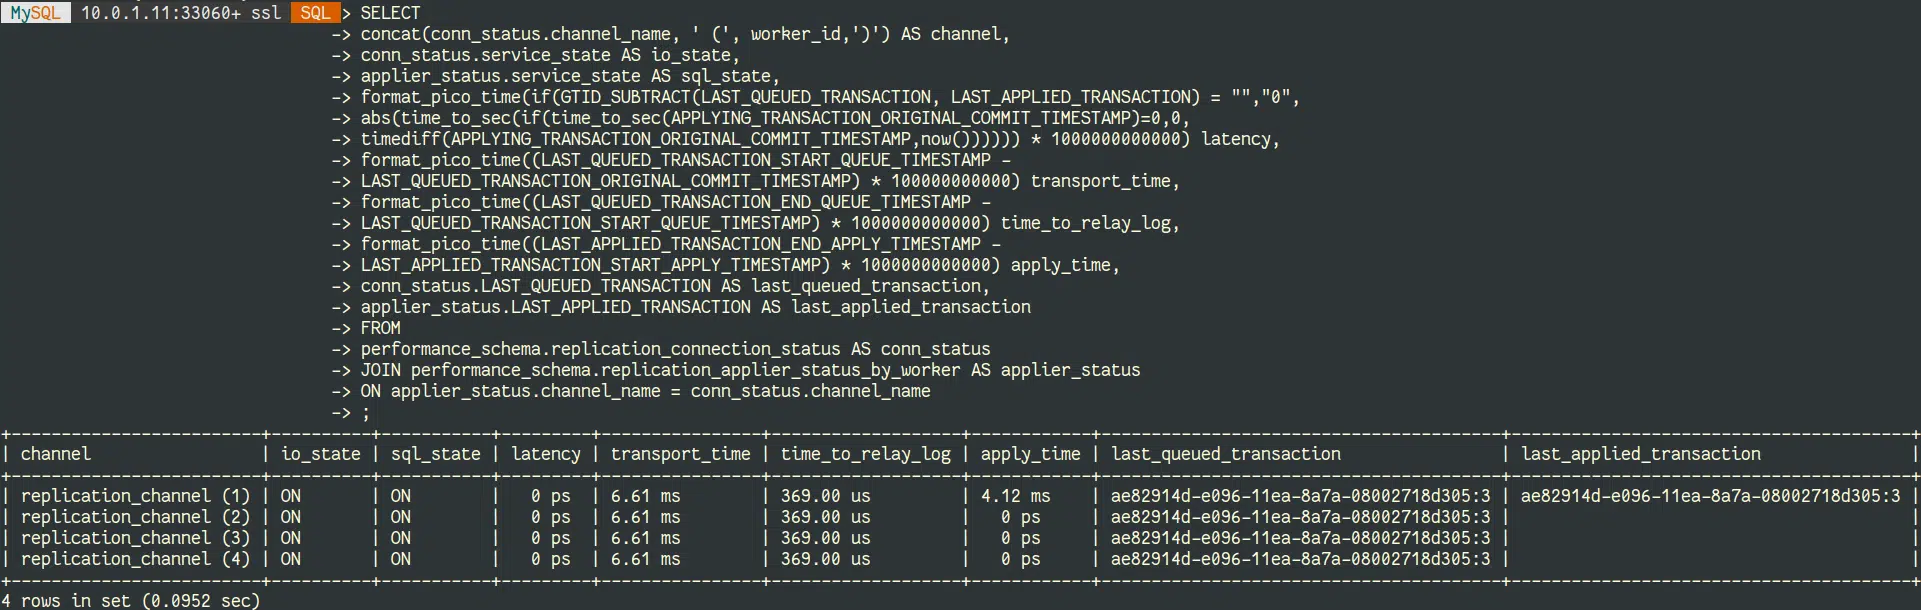 MySQL 10.0.1.11:33060+ ssl SQL > SELECT
-> concat(conn_status.channel_name, ' (', worker_id,')') AS channel,
-> conn_status.service_state AS io_state,
-> applier_status.service_state AS sql_state,
-> format_pico_time(if(GTID_SUBTRACT(LAST_QUEUED_TRANSACTION, LAST_APPLIED_TRANSACTION) = "","0",
-> abs(time_to_sec(if(time_to_sec(APPLYING_TRANSACTION_ORIGINAL_COMMIT_TIMESTAMP)=0,0,
-> timediff(APPLYING_TRANSACTION_ORIGINAL_COMMIT_TIMESTAMP,now()))))) * 1000000000000) latency,
-> format_pico_time((LAST_QUEUED_TRANSACTION_START_QUEUE_TIMESTAMP -
-> LAST_QUEUED_TRANSACTION_ORIGINAL_COMMIT_TIMESTAMP) * 100000000000) transport_time,
-> format_pico_time((LAST_QUEUED_TRANSACTION_END_QUEUE_TIMESTAMP -
-> LAST_QUEUED_TRANSACTION_START_QUEUE_TIMESTAMP) * 1000000000000) time_to_relay_log,
-> format_pico_time((LAST_APPLIED_TRANSACTION_END_APPLY_TIMESTAMP -
-> LAST_APPLIED_TRANSACTION_START_APPLY_TIMESTAMP) * 1000000000000) apply_time,
-> conn_status.LAST_QUEUED_TRANSACTION AS last_queued_transaction,
-> applier_status.LAST_APPLIED_TRANSACTION AS last_applied_transaction
-> FROM
-> performance_schema.replication_connection_status AS conn_status
-> JOIN performance_schema.replication_applier_status_by_worker AS applier_status
-> ON applier_status.channel_name = conn_status.channel_name
-> ;
| channel | io_state | sql_state | latency | transport_time | time_to_relay_log | apply_time | last_queued_transaction | last_applied_transaction |
| replication_channel (1) | ON | ON | 0 ps | 6.61 ms | 369.00 us | 4.12 ms | ae82914d-e096-11ea-8a7a-08002718d305:3 | ae82914d-e096-11ea-8a7a-08002718d305:3 |
| replication_channel (2) | ON | ON | 0 ps | 6.61 ms | 369.00 us | 0 ps | ae82914d-e096-11ea-8a7a-08002718d305:3 | |
| replication_channel (3) | ON | ON | 0 ps | 6.61 ms | 369.00 us | 0 ps | ae82914d-e096-11ea-8a7a-08002718d305:3 | |
| replication_channel (4) | ON | ON | 0 ps | 6.61 ms | 369.00 us | 0 ps | ae82914d-e096-11ea-8a7a-08002718d305:3 | |
4 rows in set (0.0952 sec)